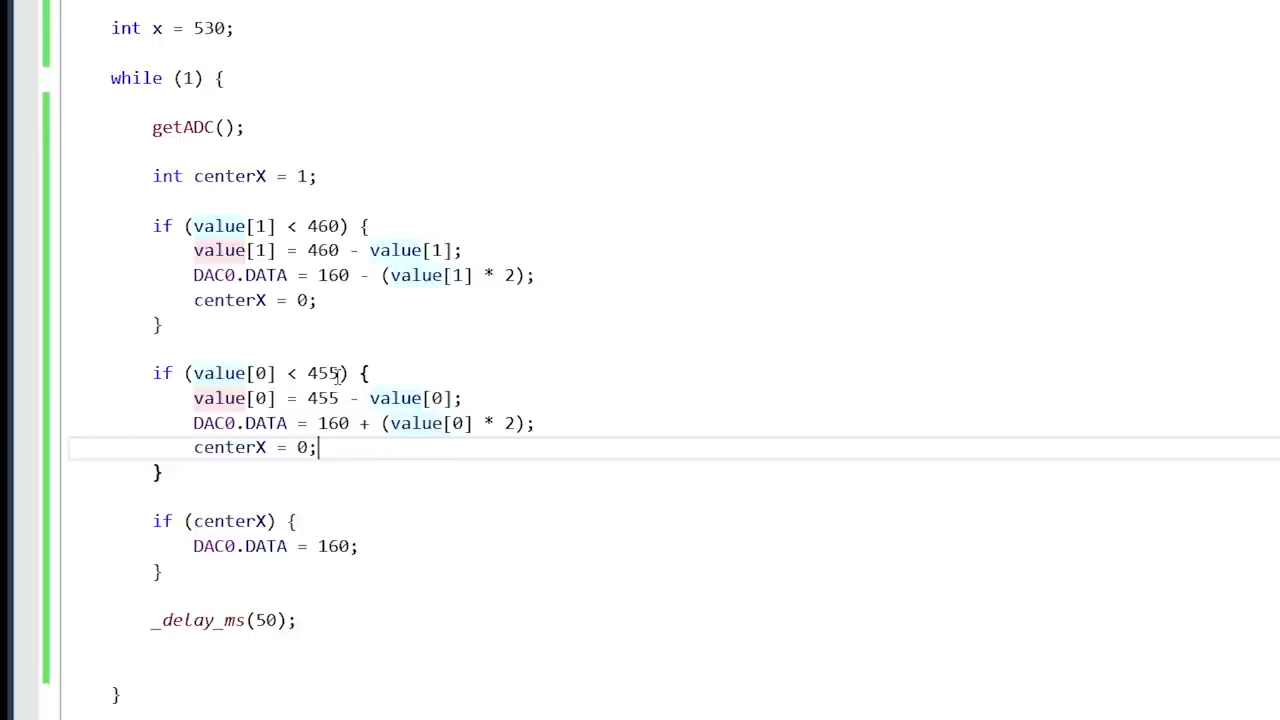 int x = 530;
while (1) {
getADC();
int centerX = 1;
if (value[1] < 460) {
value[1] = 460 - value[1];
DAC0.DATA = 160 - (value[1] * 2);
centerX = 0;
}
if (value[0] < 455) {
value[0] = 455 - value[0];
DAC0.DATA = 160 + (value[0] * 2);
centerX = 0;
}
if (centerX) {
DAC0.DATA = 160;
}
_delay_ms(50);
}